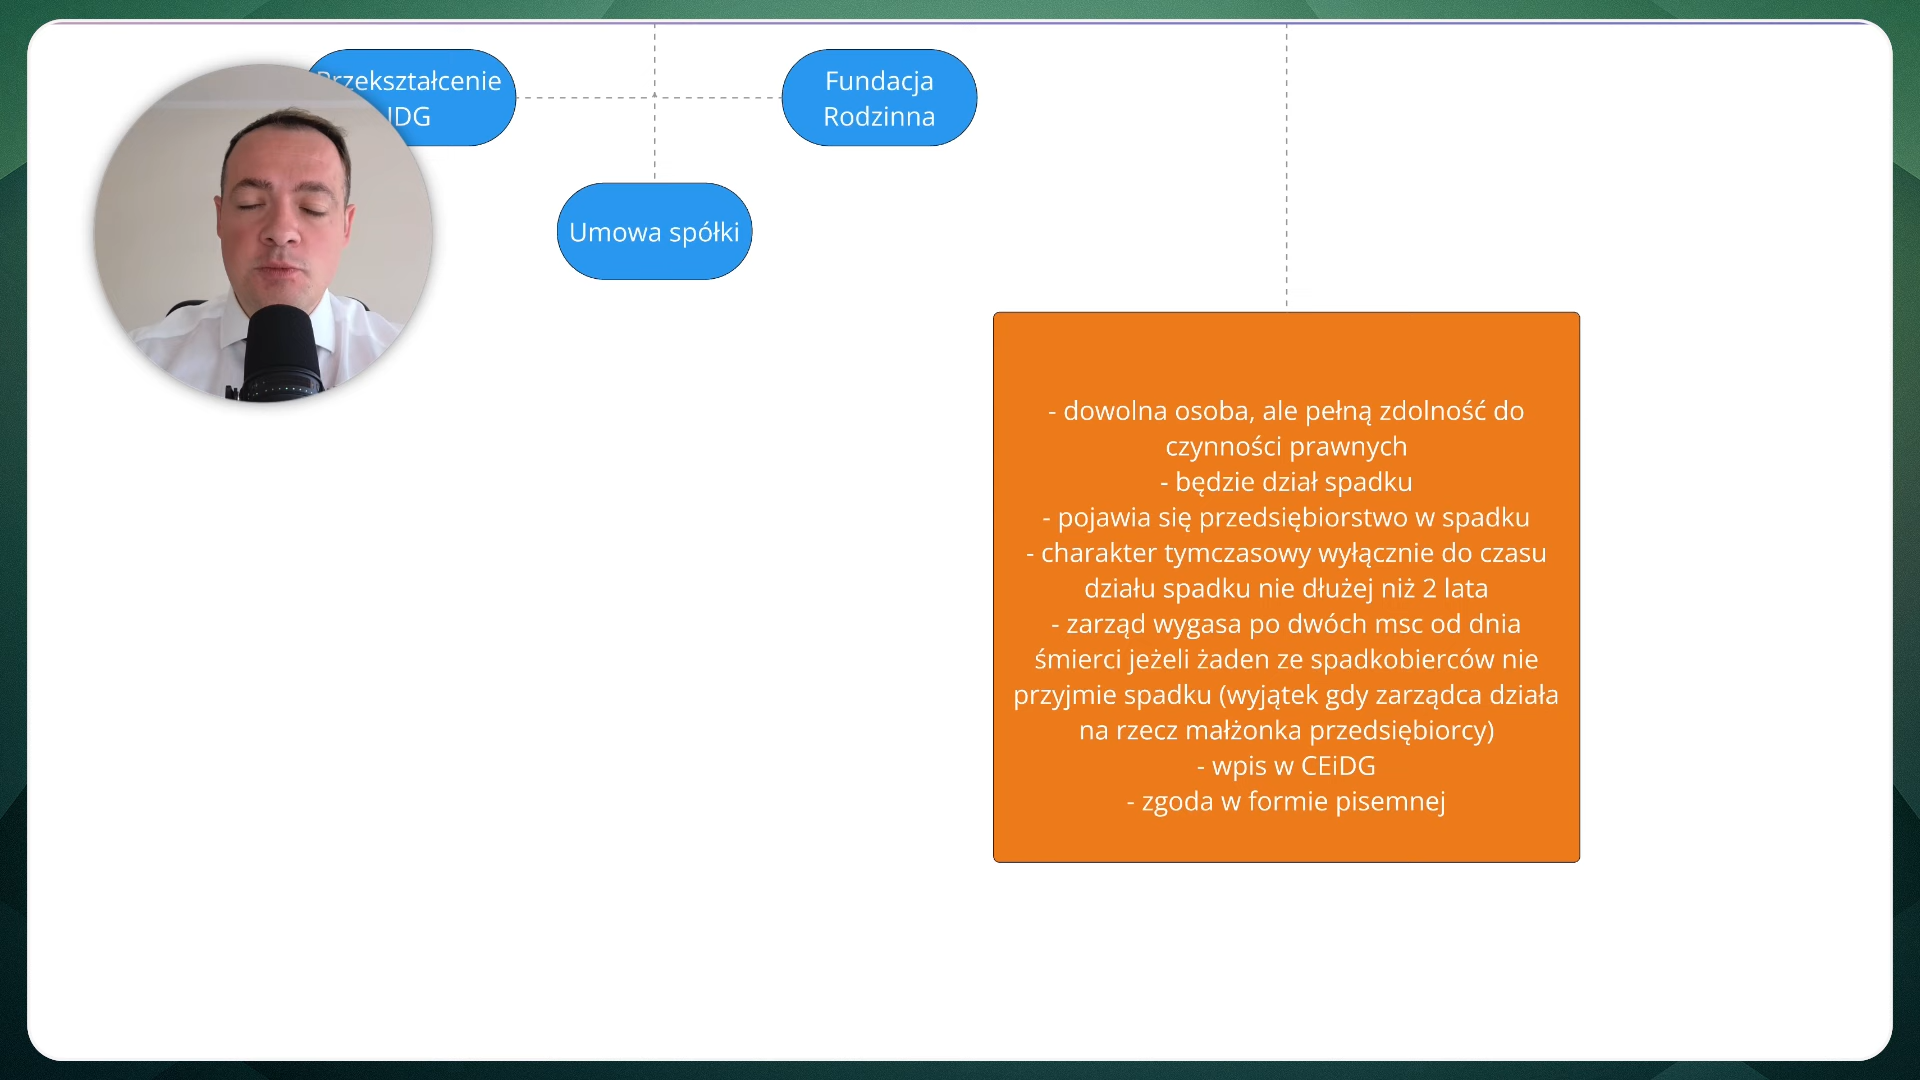 Przekształcenie
JDG
Fundacja
Rodzinna
Umowa spółki
- dowolna osoba, ale pełną zdolność do
czynności prawnych
- będzie dział spadku
- pojawia się przedsiębiorstwo w spadku
- charakter tymczasowy wyłącznie do czasu
działu spadku nie dłużej niż 2 lata
- zarząd wygasa po dwóch msc od dnia
śmierci jeżeli żaden ze spadkobierców nie
przyjmie spadku (wyjątek gdy zarządca działa
na rzecz małżonka przedsiębiorcy)
- wpis w CEiDG
- zgoda w formie pisemnej